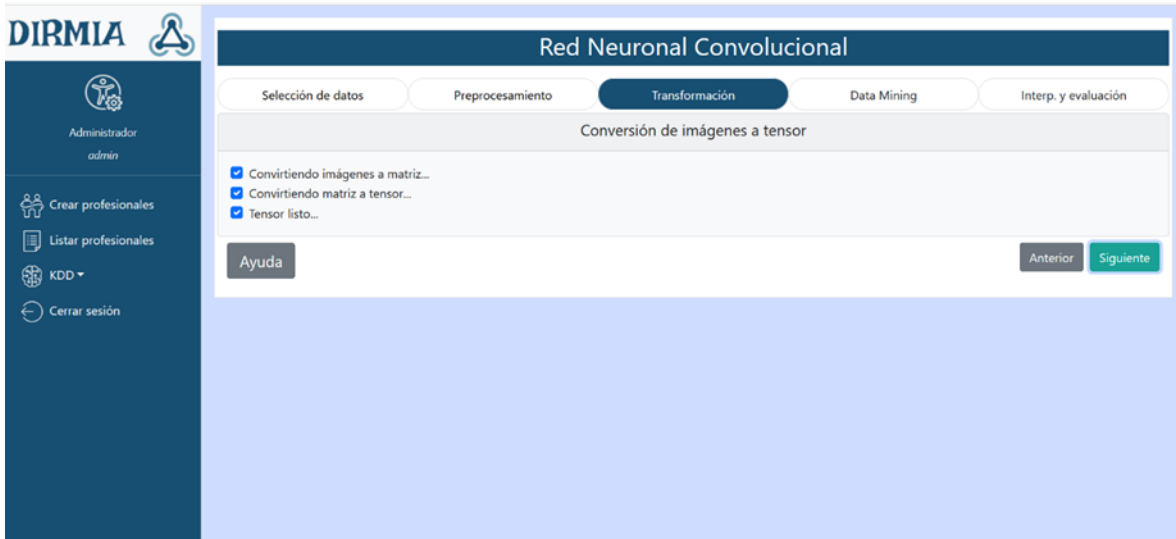 DIRMIA
Administrador
admin
Crear profesionales
Listar profesionales
KDD
Cerrar sesión
Red Neuronal Convolucional
Selección de datos
Preprocesamiento
Transformación
Data Mining
Interp. y evaluación
Conversión de imágenes a tensor
Convirtiendo imágenes a matriz...
Convirtiendo matriz a tensor...
Tensor listo...
Ayuda
Anterior
Siguiente